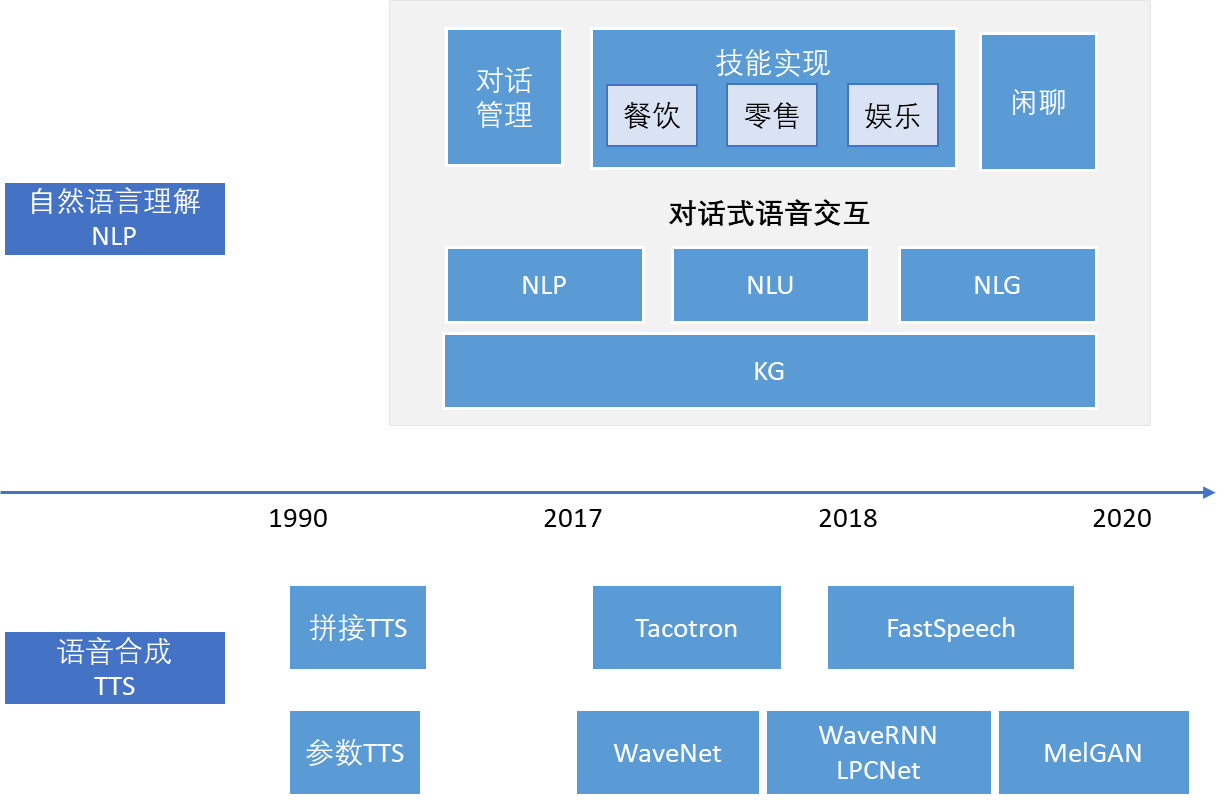 对话
管理
技能实现
餐饮
零售
娱乐
闲聊
自然语言理解
NLP
对话式语音交互
NLP
NLU
NLG
KG
1990
2017
2018
2020
语音合成
TTS
拼接TTS
Tacotron
FastSpeech
参数TTS
WaveNet
WaveRNN
LPCNet
MelGAN